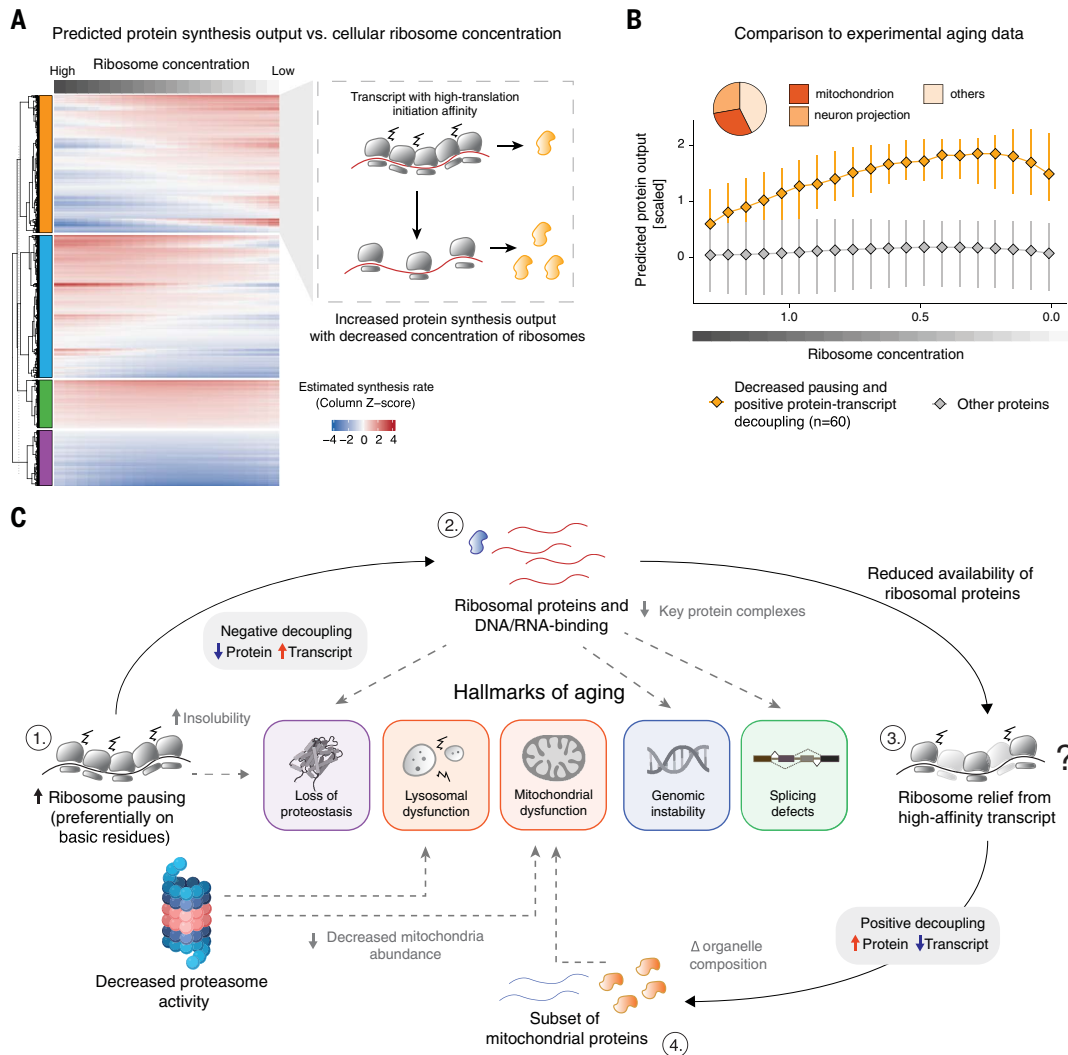 A
Predicted protein synthesis output vs. cellular ribosome concentration
Ribosome concentration
High
Low
Transcript with high-translation
initiation affinity
Increased protein synthesis output
with decreased concentration of ribosomes
Estimated synthesis rate
(Column Z−score)
−4 −2 0 2 4
B
Comparison to experimental aging data
mitochondrion
others
neuron projection
Predicted protein output
[scaled]
2
1
0
1.0
0.5
0.0
Ribosome concentration
Decreased pausing and
positive protein-transcript
decoupling (n=60)
Other proteins
C
2.
Ribosomal proteins and
DNA/RNA-binding
Key protein complexes
Reduced availability of
ribosomal proteins
Negative decoupling
Protein Transcript
Hallmarks of aging
Insolubility
1.
Ribosome pausing
(preferentially on
basic residues)
Loss of
proteostasis
Lysosomal
dysfunction
Mitochondrial
dysfunction
Genomic
instability
Splicing
defects
3.
?
Ribosome relief from
high-affinity transcript
Decreased proteasome
activity
Decreased mitochondria
abundance
Δ organelle
composition
Positive decoupling
Protein Transcript
Subset of
mitochondrial proteins
4.